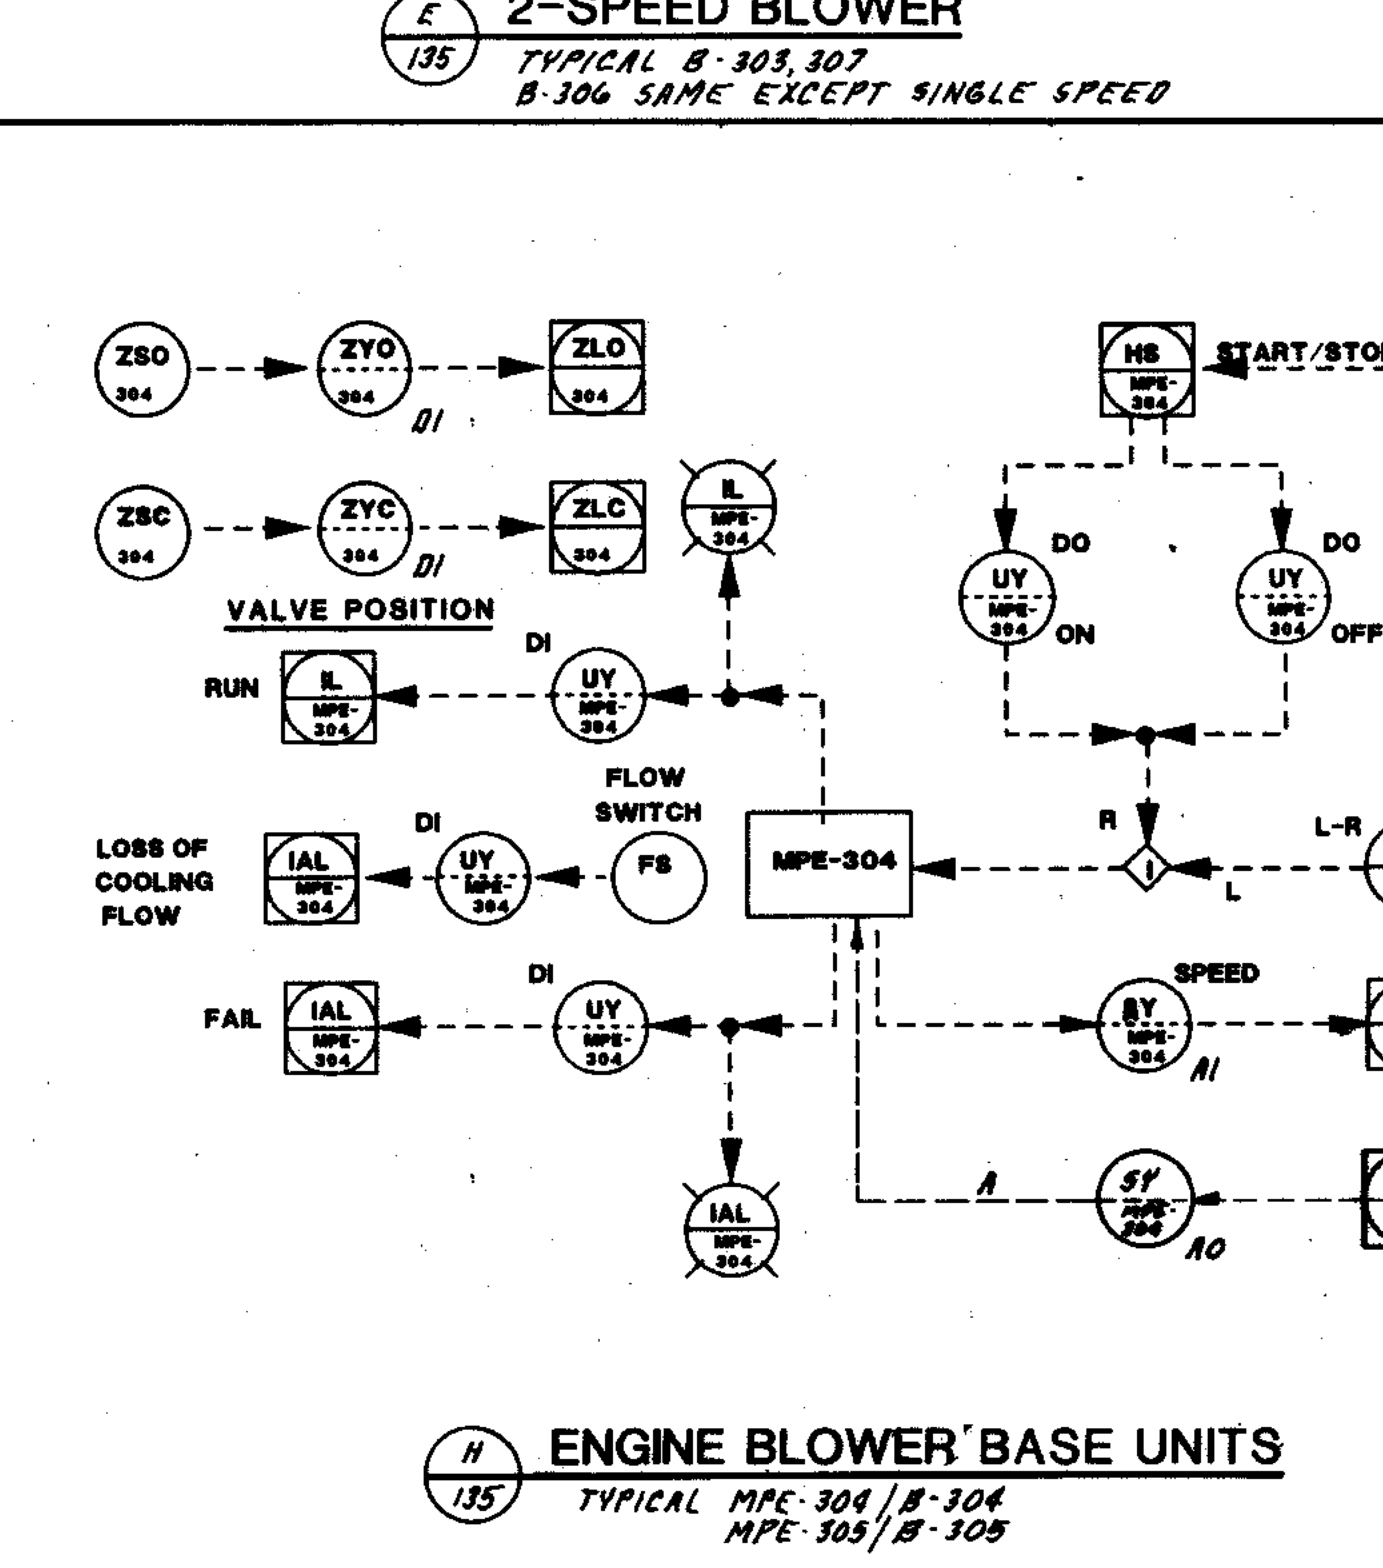 E
135
2-SPEED BLOWER
TYPICAL B-303, 307
B-306 SAME EXCEPT SINGLE SPEED
ZSO
304
ZYO
304
DI
ZLO
304
HS
MPE-
304
START/STO
ZSC
304
ZYC
304
DI
ZLC
304
IL
MPE-
304
VALVE POSITION
DO
UY
MPE-
304
ON
DO
UY
MPE-
304
OFF
RUN
IL
MPE-
304
DI
UY
MPE-
304
FLOW
SWITCH
LOSS OF
COOLING
FLOW
IAL
MPE-
304
DI
UY
MPE-
304
FS
MPE-304
R
I
L
L-R
FAIL
IAL
MPE-
304
DI
UY
MPE-
304
SPEED
SY
MPE-
304
AI
IAL
MPE-
304
A
SY
MPE-
304
AO
H
135
ENGINE BLOWER BASE UNITS
TYPICAL MPE-304/B-304
MPE-305/B-305